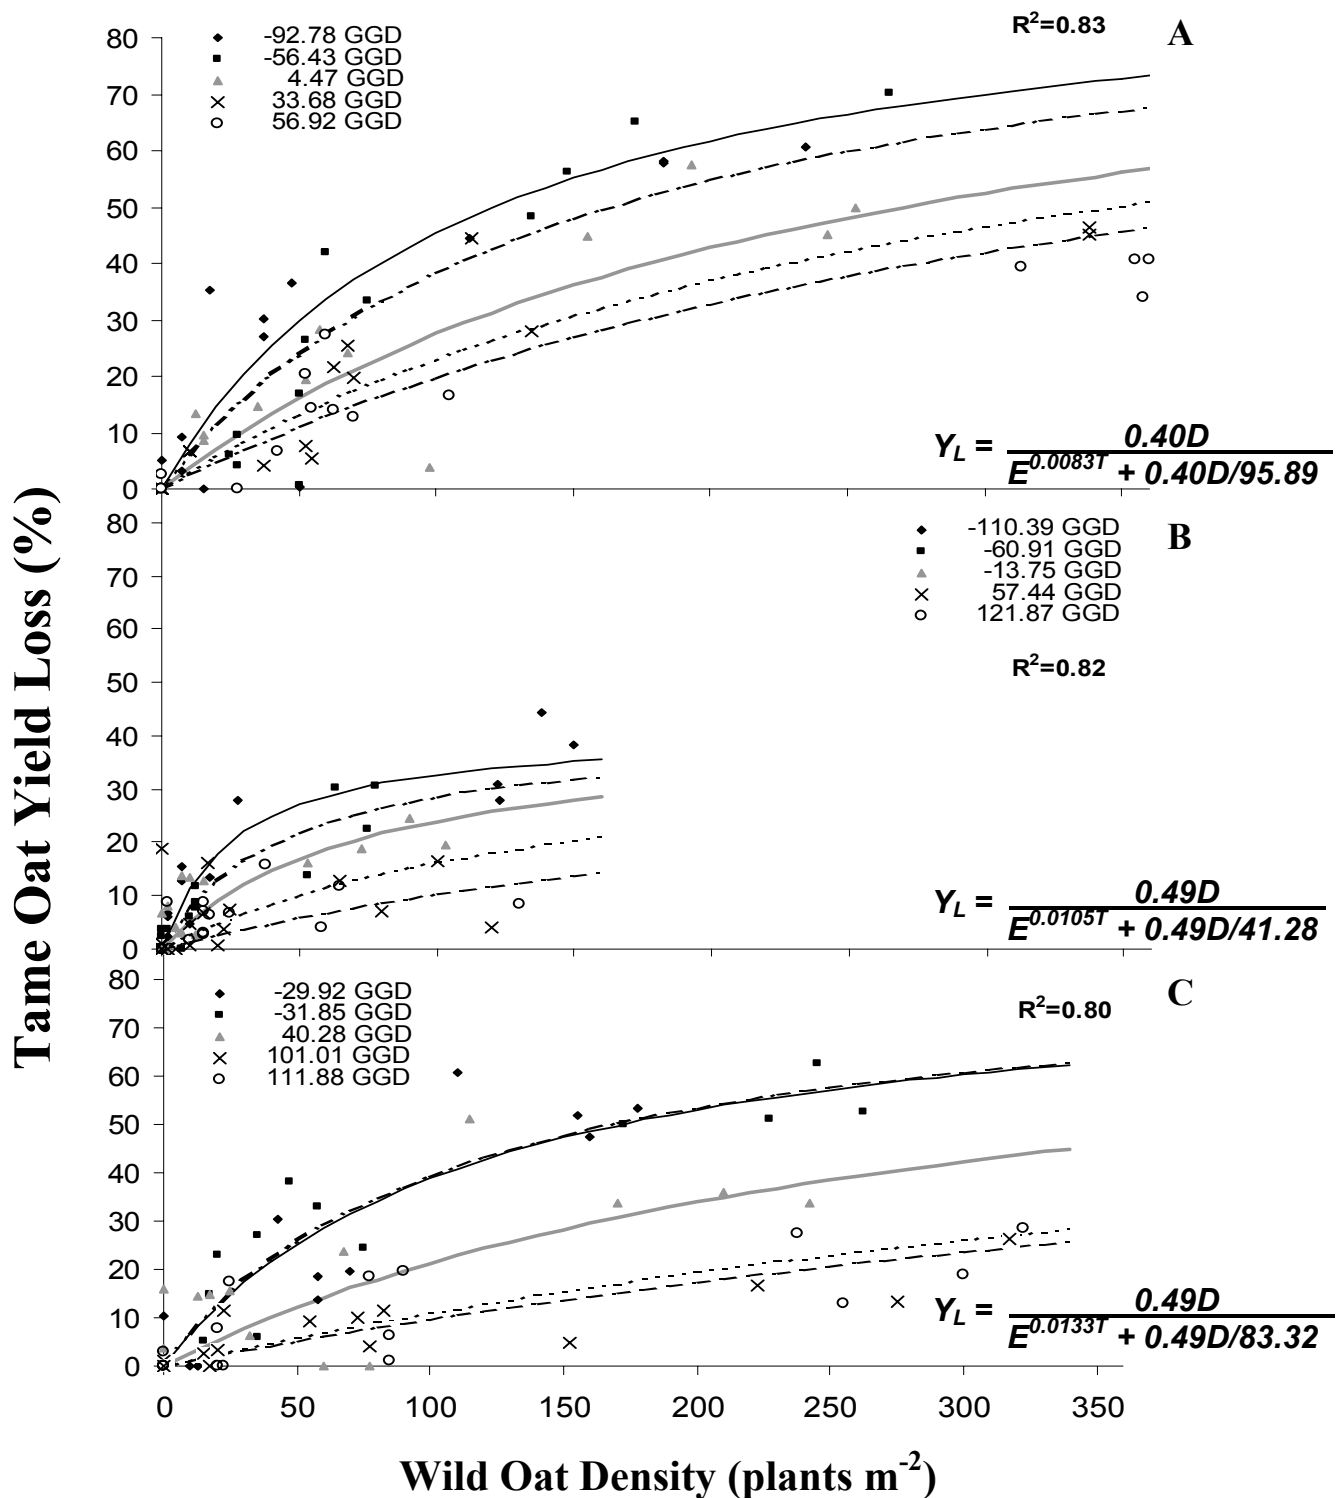 Tame Oat Yield Loss (%)
A
R²=0.83
-92.78 GGD
-56.43 GGD
4.47 GGD
33.68 GGD
56.92 GGD
80
70
60
50
40
30
20
10
0
Y_L = 0.40D
E^0.0083T + 0.40D/95.89
B
-110.39 GGD
-60.91 GGD
-13.75 GGD
57.44 GGD
121.87 GGD
R²=0.82
80
70
60
50
40
30
20
10
0
Y_L = 0.49D
E^0.0105T + 0.49D/41.28
C
R²=0.80
-29.92 GGD
-31.85 GGD
40.28 GGD
101.01 GGD
111.88 GGD
80
70
60
50
40
30
20
10
0
Y_L = 0.49D
E^0.0133T + 0.49D/83.32
0 50 100 150 200 250 300 350
Wild Oat Density (plants m⁻²)